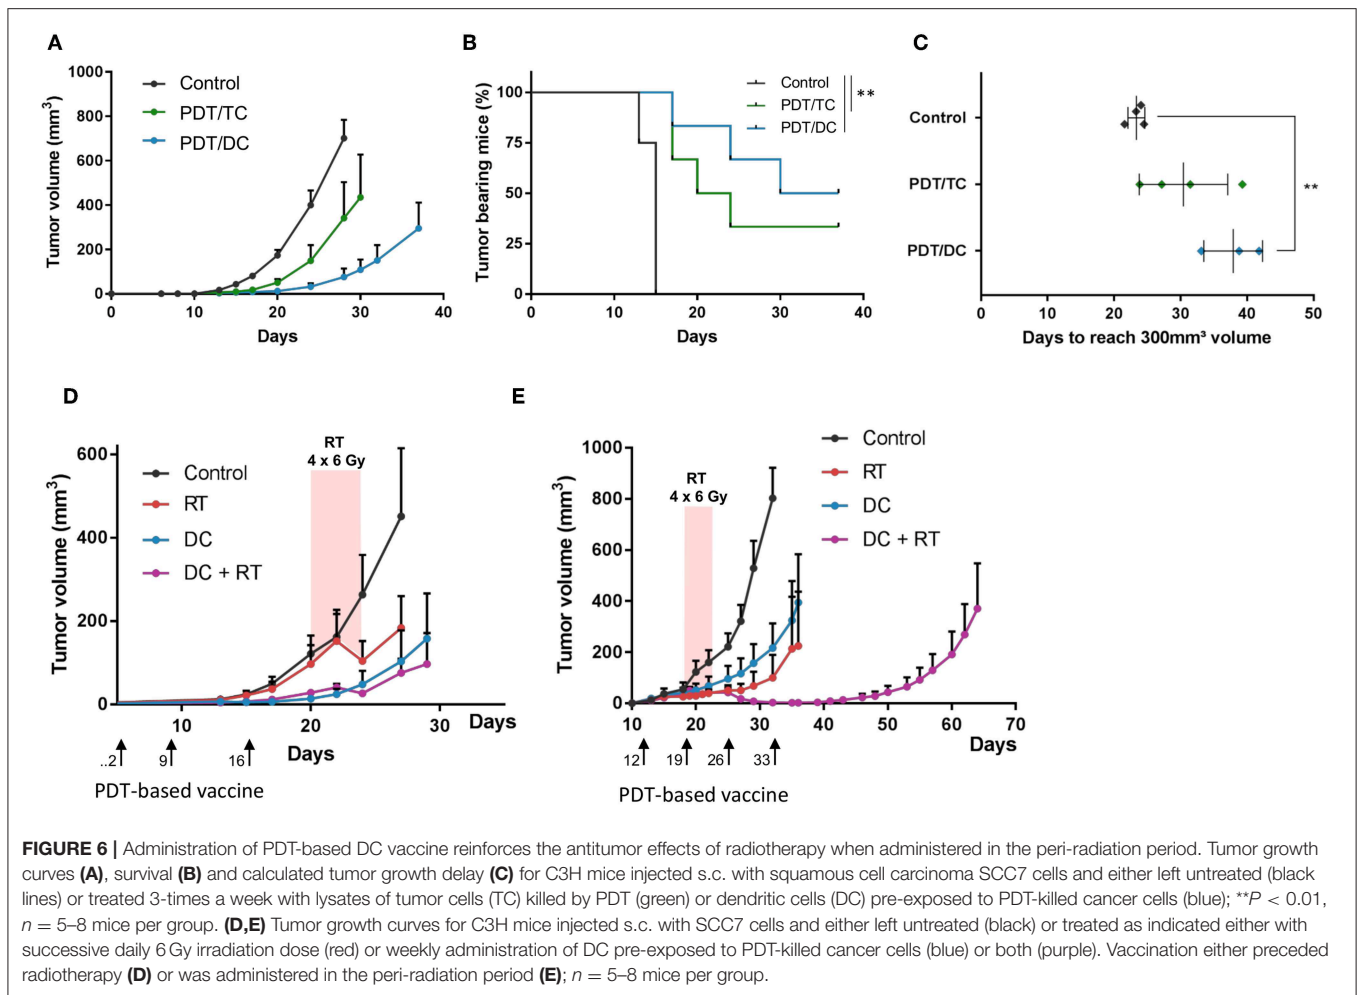 A
1000
800
600
400
200
0
Tumor volume (mm³)
Control
PDT/TC
PDT/DC
0
20
40
Days
B
100
75
50
25
0
Tumor bearing mice (%)
Control
PDT/TC
PDT/DC
**
0
10
20
30
40
Days
C
Control
PDT/TC
PDT/DC
**
0
10
20
30
40
50
Days to reach 300mm³ volume
D
600
400
200
0
Tumor volume (mm³)
Control
RT
DC
DC + RT
RT
4 x 6 Gy
10
20
30
Days
Days
..2
9
16
PDT-based vaccine
E
1000
800
600
400
200
0
Tumor volume (mm³)
RT
4 x 6 Gy
Control
RT
DC
DC + RT
10
20
30
40
50
60
70
Days
12
19
26
33
PDT-based vaccine
FIGURE 6 | Administration of PDT-based DC vaccine reinforces the antitumor effects of radiotherapy when administered in the peri-radiation period. Tumor growth
curves (A), survival (B) and calculated tumor growth delay (C) for C3H mice injected s.c. with squamous cell carcinoma SCC7 cells and either left untreated (black
lines) or treated 3-times a week with lysates of tumor cells (TC) killed by PDT (green) or dendritic cells (DC) pre-exposed to PDT-killed cancer cells (blue); **P < 0.01,
n = 5–8 mice per group. (D,E) Tumor growth curves for C3H mice injected s.c. with SCC7 cells and either left untreated (black) or treated as indicated either with
successive daily 6 Gy irradiation dose (red) or weekly administration of DC pre-exposed to PDT-killed cancer cells (blue) or both (purple). Vaccination either preceded
radiotherapy (D) or was administered in the peri-radiation period (E); n = 5–8 mice per group.